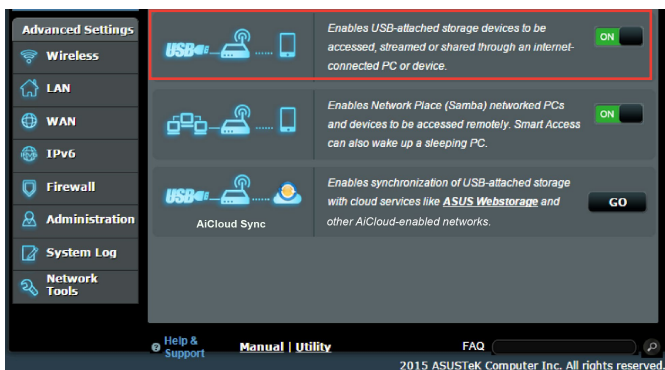 Advanced Settings
Wireless
LAN
WAN
IPv6
Firewall
Administration
System Log
Network
Tools
USB
Enables USB-attached storage devices to be
accessed, streamed or shared through an internet-
connected PC or device.
ON
Enables Network Place (Samba) networked PCs
and devices to be accessed remotely. Smart Access
can also wake up a sleeping PC.
ON
USB
AiCloud Sync
Enables synchronization of USB-attached storage
with cloud services like ASUS Webstorage and
other AiCloud-enabled networks.
GO
Help &
Support
Manual | Utility
FAQ
2015 ASUSTeK Computer Inc. All rights reserved.